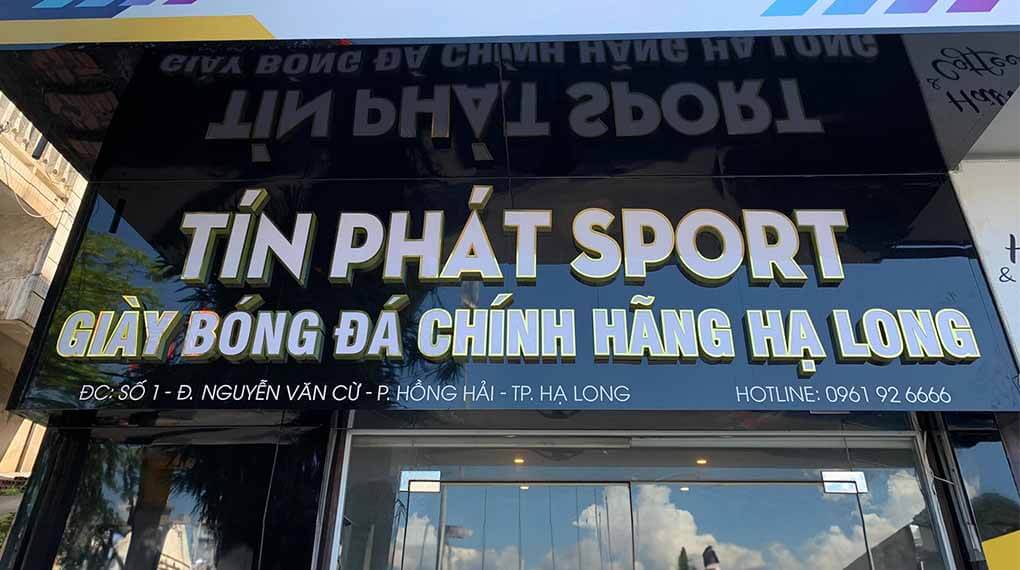 Coffee
&
TÍN PHÁT SPORT
GIÀY BÓNG ĐÁ CHÍNH HÃNG HẠ LONG
ĐC: SỐ 1 - Đ. NGUYỄN VĂN CỪ - P. HỒNG HẢI - TP. HẠ LONG
HOTLINE: 0961 92 6666
&